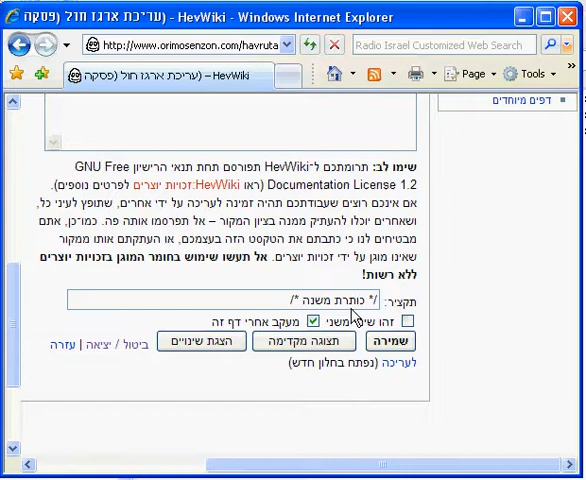 עריכת ארגז חול (פסקה) – HevWiki - Windows Internet Explorer
http://www.orimosenzon.com/havruta
Radio Israel Customized Web Search
עריכת ארגז חול (פסקה) – HevWiki
Page
Tools
דפים מיוחדים
שימו לב: תרומתכם ל־HevWiki תפורסם תחת תנאי הרישיון GNU Free
Documentation License 1.2 (ראו HevWiki:זכויות יוצרים לפרטים נוספים).
אם אינכם רוצים שעבודתכם תהיה זמינה לעריכה על ידי אחרים, שתופץ לעיני כל,
ושאחרים יוכלו להעתיק ממנה בציון המקור – אל תפרסמו אותה פה. כמו־כן, אתם
מבטיחים לנו כי כתבתם את הטקסט הזה בעצמכם, או העתקתם אותו ממקור
שאינו מוגן על ידי זכויות יוצרים. אל תעשו שימוש בחומר המוגן בזכויות יוצרים
ללא רשות!
תקציר: /* כותרת משנה */
זהו שינוי משני מעקב אחרי דף זה
שמירה תצוגה מקדימה הצגת שינויים ביטול / יציאה | עזרה
לעריכה (נפתח בחלון חדש)